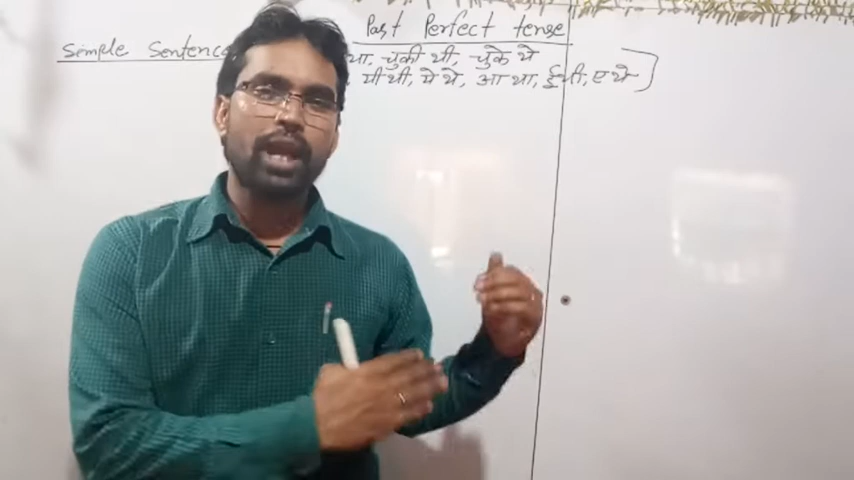 Past Perfect tense
Simple Sentence
था, चुकी थी, चुके थे
यी थी, ये थे, आ था, ई थी, ए थे]